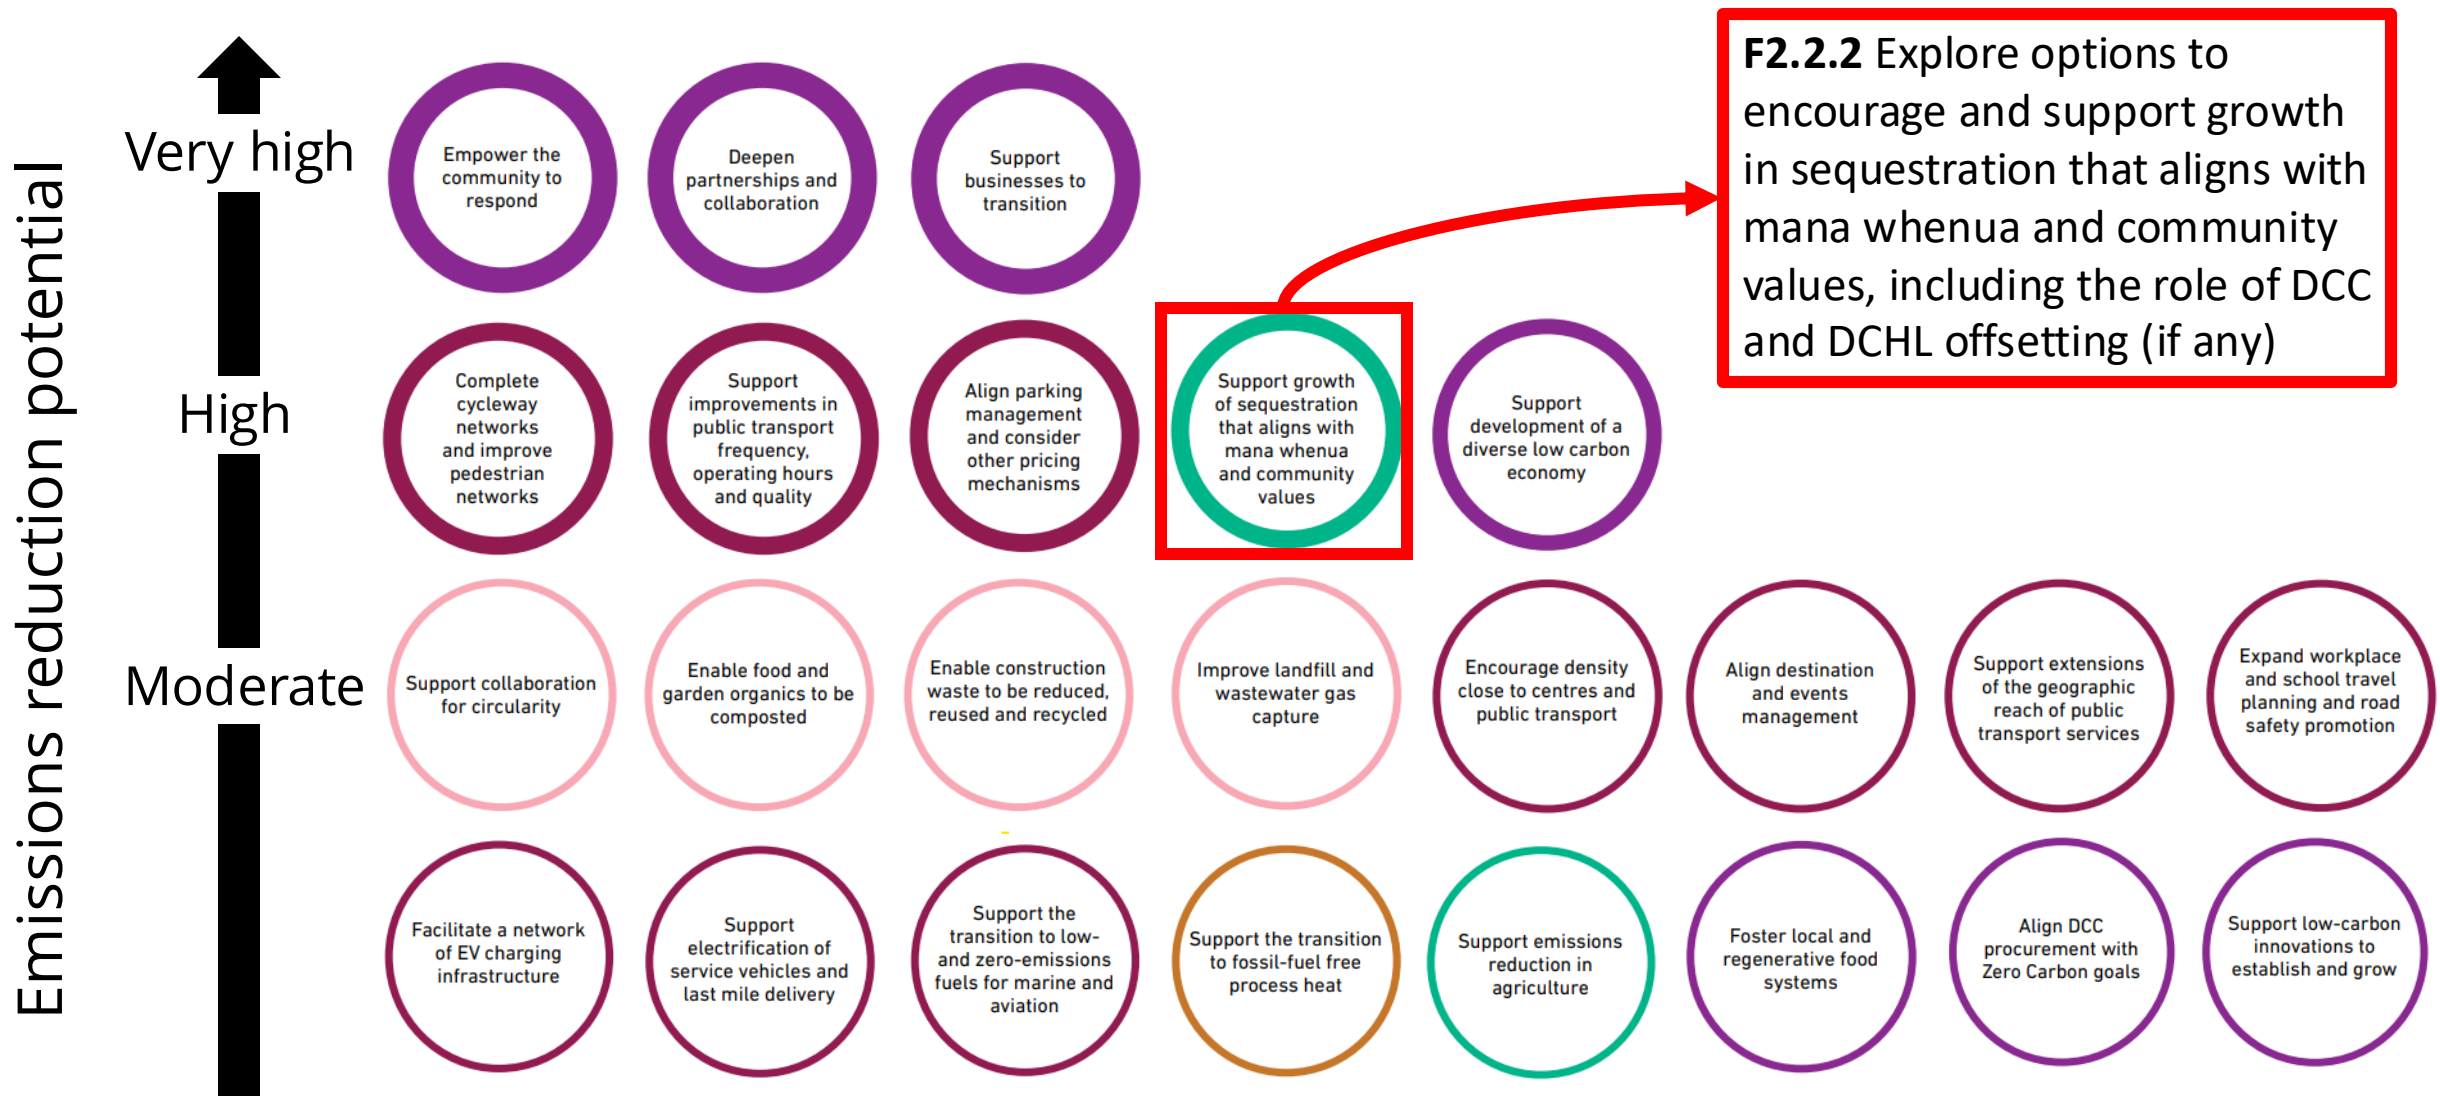 Emissions reduction potential
Very high
Empower the
community to
respond
Deepen
partnerships and
collaboration
Support
businesses to
transition
F2.2.2 Explore options to
encourage and support growth
in sequestration that aligns with
mana whenua and community
values, including the role of DCC
and DCHL offsetting (if any)
High
Complete
cycleway
networks
and improve
pedestrian
networks
Support
improvements in
public transport
frequency,
operating hours
and quality
Align parking
management
and consider
other pricing
mechanisms
Support growth
of sequestration
that aligns with
mana whenua
and community
values
Support
development of a
diverse low carbon
economy
Moderate
Support collaboration
for circularity
Enable food and
garden organics to be
composted
Enable construction
waste to be reduced,
reused and recycled
Improve landfill and
wastewater gas
capture
Encourage density
close to centres and
public transport
Align destination
and events
management
Support extensions
of the geographic
reach of public
transport services
Expand workplace
and school travel
planning and road
safety promotion
Facilitate a network
of EV charging
infrastructure
Support
electrification of
service vehicles and
last mile delivery
Support the
transition to low-
and zero-emissions
fuels for marine and
aviation
Support the transition
to fossil-fuel free
process heat
Support emissions
reduction in
agriculture
Foster local and
regenerative food
systems
Align DCC
procurement with
Zero Carbon goals
Support low-carbon
innovations to
establish and grow